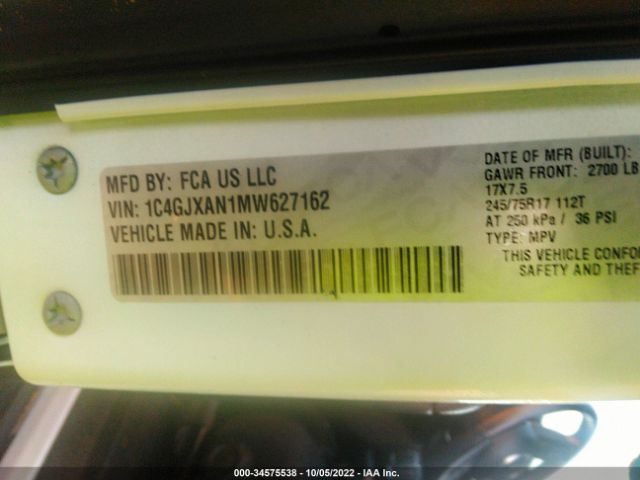 MFD BY: FCA US LLC
VIN: 1C4GJXAN1MW627162
VEHICLE MADE IN: U.S.A.
DATE OF MFR (BUILT):
GAWR FRONT: 2700 LB
17X7.5
245/75R17 112T
AT 250 kPa / 36 PSI
TYPE: MPV
THIS VEHICLE CONFO
SAFETY AND THEF
000-34575538 - 10/05/2022 - IAA Inc.